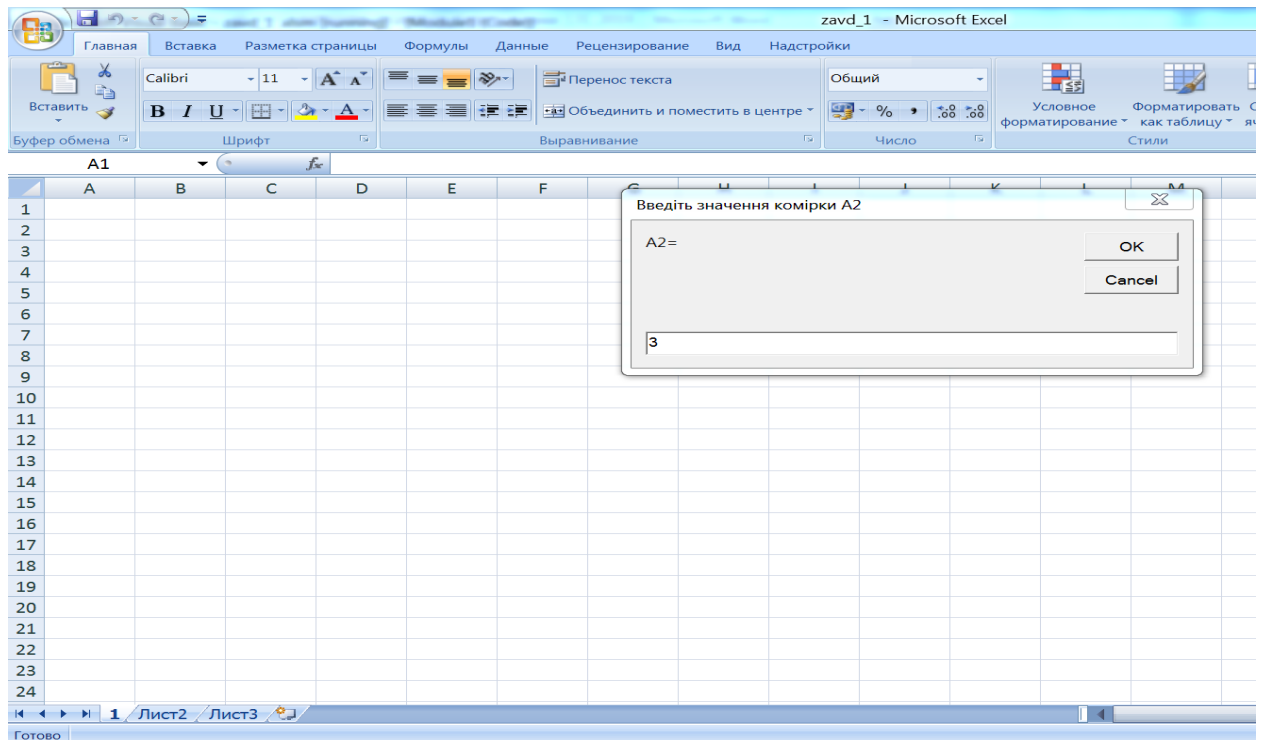 zavd_1 - Microsoft Excel
Главная Вставка Разметка страницы Формулы Данные Рецензирование Вид Надстройки
Вставить
Calibri 11 A A Перенос текста Общий
Ж К Ч
B I U A Объединить и поместить в центре % 000
Условное форматирование
Форматировать как таблицу
Буфер обмена Шрифт Выравнивание Число Стили
A1 fx
A B C D E F G H I J K L M
Введіть значення комірки A2
A2=
OK
Cancel
3
1
2
3
4
5
6
7
8
9
10
11
12
13
14
15
16
17
18
19
20
21
22
23
24
1 Лист2 Лист3
Готово